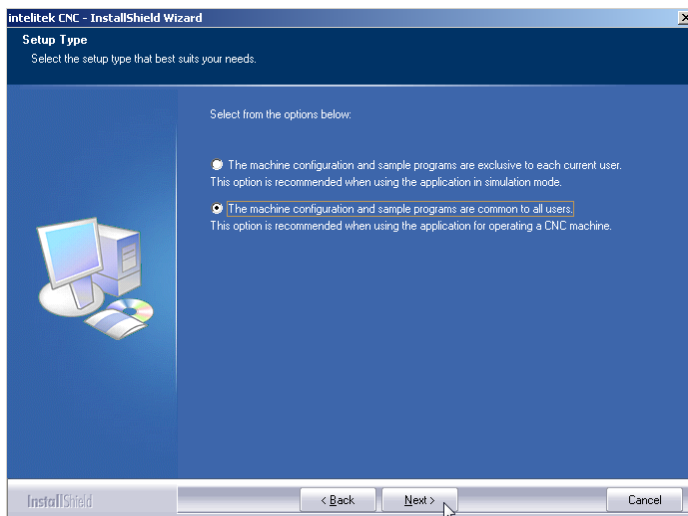 intelitek CNC - InstallShield Wizard
Setup Type
Select the setup type that best suits your needs.
Select from the options below:
The machine configuration and sample programs are exclusive to each current user.
This option is recommended when using the application in simulation mode.
The machine configuration and sample programs are common to all users.
This option is recommended when using the application for operating a CNC machine.
InstallShield
< Back Next > Cancel